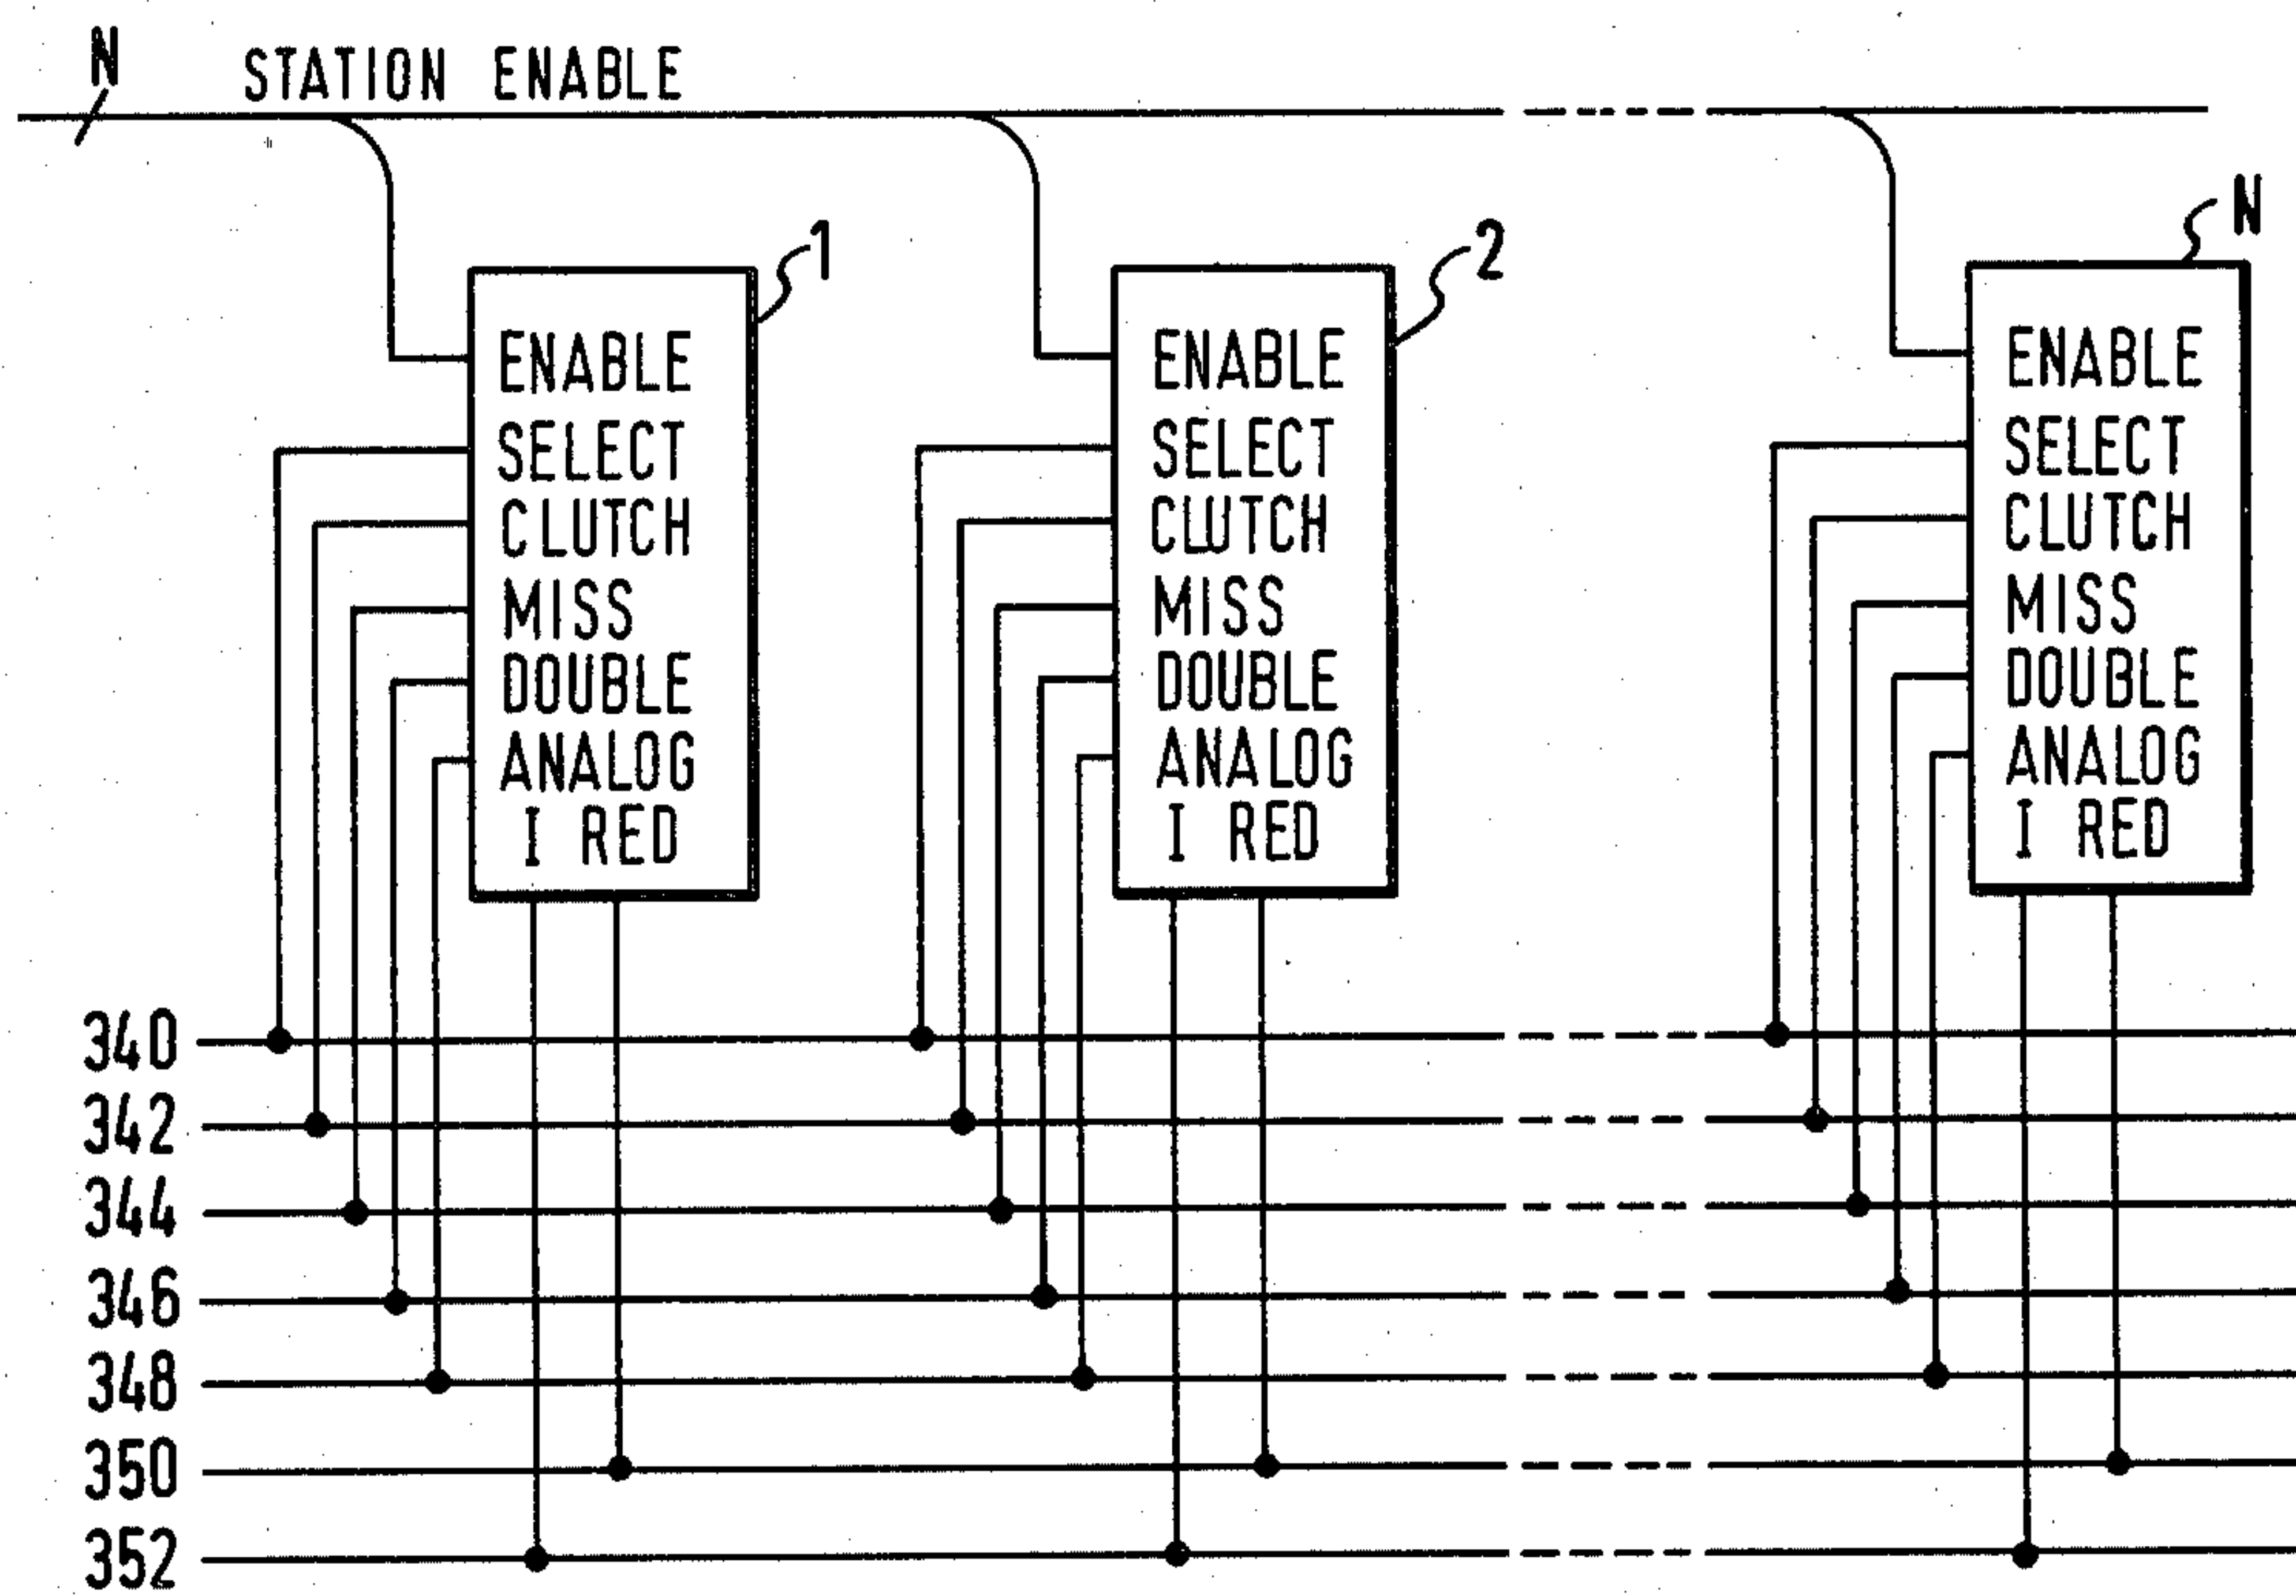 N
STATION ENABLE
1
2
N
ENABLE
SELECT
CLUTCH
MISS
DOUBLE
ANALOG
I RED
ENABLE
SELECT
CLUTCH
MISS
DOUBLE
ANALOG
I RED
ENABLE
SELECT
CLUTCH
MISS
DOUBLE
ANALOG
I RED
340
342
344
346
348
350
352